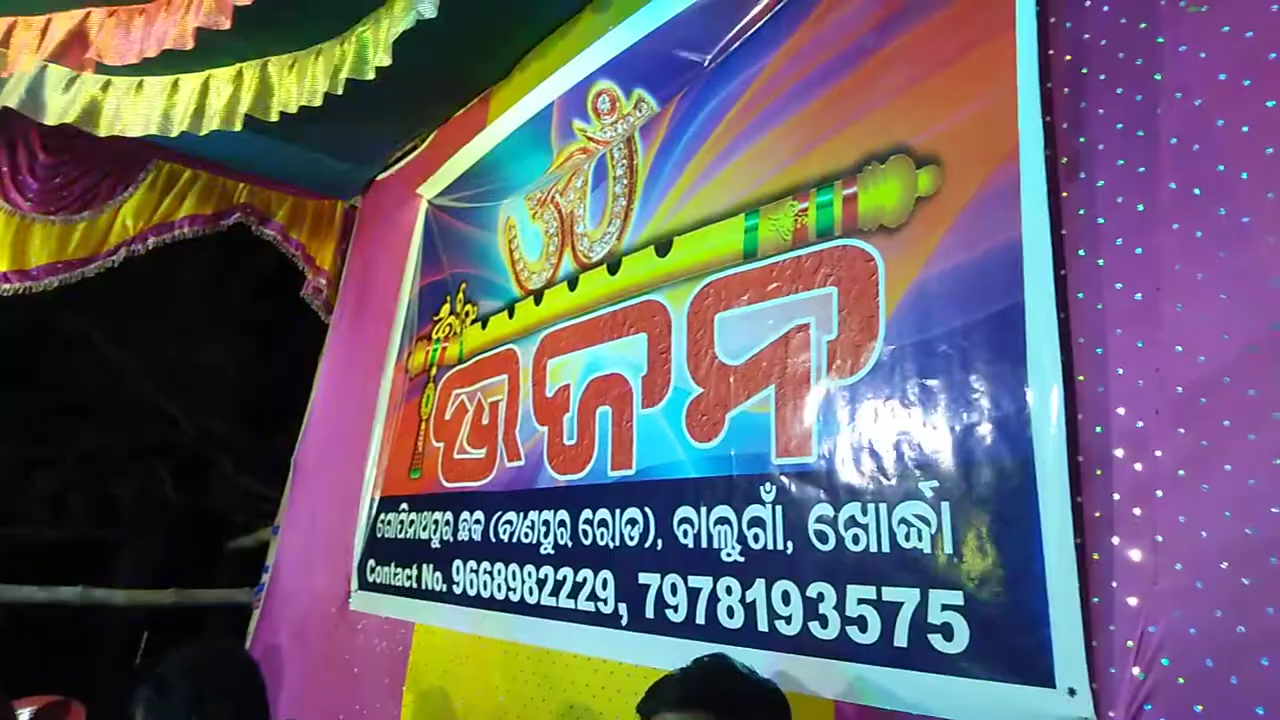 ଓଁ
ଭଜନ
ଗୋପିନାଥପୁର ଛକ (ବାଣପୁର ରୋଡ), ବାଲୁଗାଁ, ଖୋର୍ଦ୍ଧା
Contact No. 9668982229, 7978193575